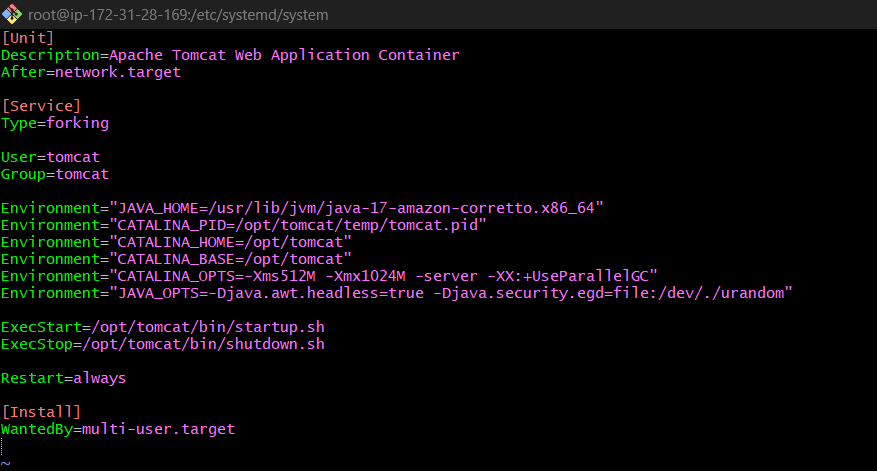 root@ip-172-31-28-169:/etc/systemd/system
[Unit]
Description=Apache Tomcat Web Application Container
After=network.target
[Service]
Type=forking
User=tomcat
Group=tomcat
Environment="JAVA_HOME=/usr/lib/jvm/java-17-amazon-corretto.x86_64"
Environment="CATALINA_PID=/opt/tomcat/temp/tomcat.pid"
Environment="CATALINA_HOME=/opt/tomcat"
Environment="CATALINA_BASE=/opt/tomcat"
Environment="CATALINA_OPTS=-Xms512M -Xmx1024M -server -XX:+UseParallelGC"
Environment="JAVA_OPTS=-Djava.awt.headless=true -Djava.security.egd=file:/dev/./urandom"
ExecStart=/opt/tomcat/bin/startup.sh
ExecStop=/opt/tomcat/bin/shutdown.sh
Restart=always
[Install]
WantedBy=multi-user.target
~